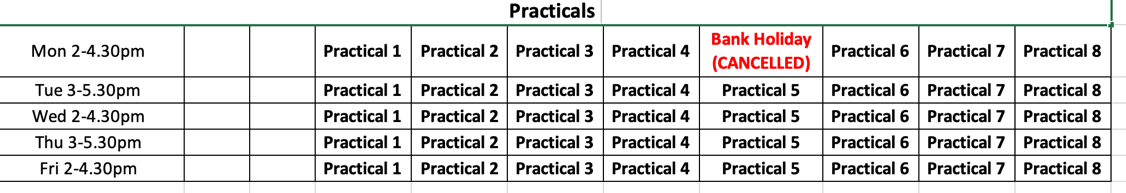 Practicals
Mon 2-4.30pm Practical 1 Practical 2 Practical 3 Practical 4 Bank Holiday (CANCELLED) Practical 6 Practical 7 Practical 8
Tue 3-5.30pm Practical 1 Practical 2 Practical 3 Practical 4 Practical 5 Practical 6 Practical 7 Practical 8
Wed 2-4.30pm Practical 1 Practical 2 Practical 3 Practical 4 Practical 5 Practical 6 Practical 7 Practical 8
Thu 3-5.30pm Practical 1 Practical 2 Practical 3 Practical 4 Practical 5 Practical 6 Practical 7 Practical 8
Fri 2-4.30pm Practical 1 Practical 2 Practical 3 Practical 4 Practical 5 Practical 6 Practical 7 Practical 8